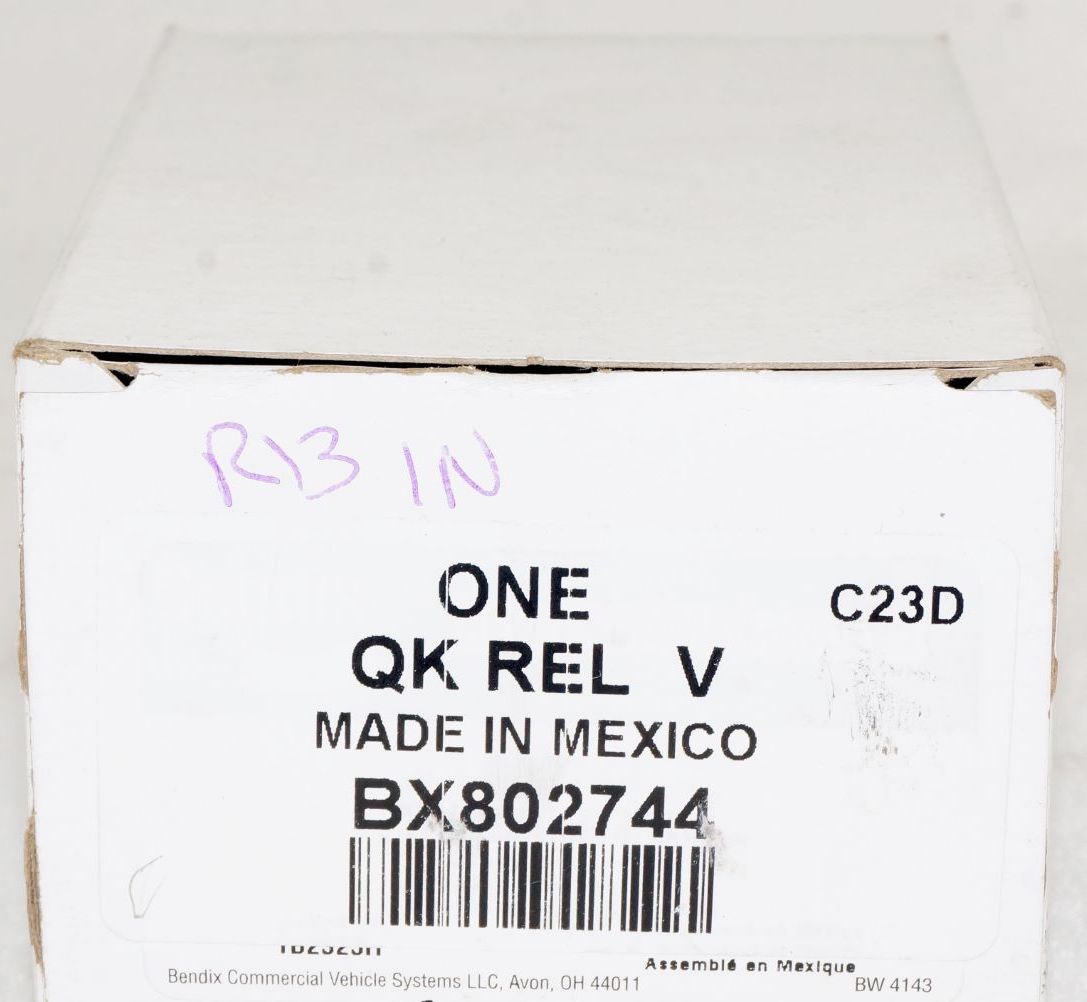 R13 IN
ONE
C23D
QK REL V
MADE IN MEXICO
BX802744
Assemblé en Mexique
Bendix Commercial Vehicle Systems LLC, Avon, OH 44011
BW 4143